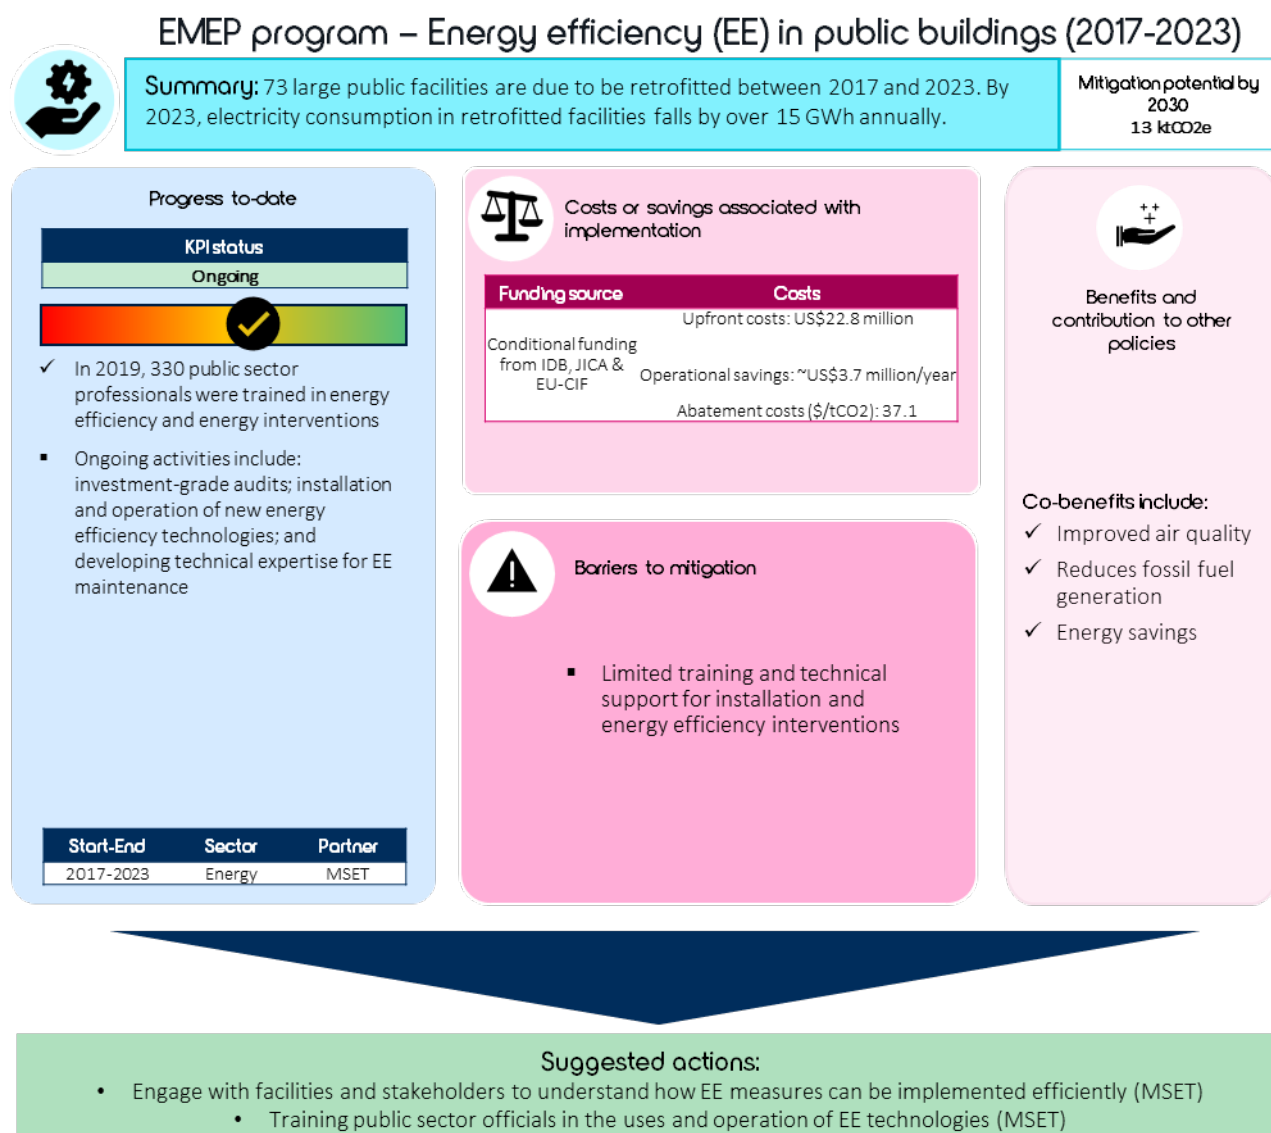 EMEP program – Energy efficiency (EE) in public buildings (2017-2023)
Summary: 73 large public facilities are due to be retrofitted between 2017 and 2023. By
2023, electricity consumption in retrofitted facilities falls by over 15 GWh annually.
Mitigation potential by
2030
13 ktCO2e
Progress to-date
KPI status
Ongoing
✓ In 2019, 330 public sector
professionals were trained in energy
efficiency and energy interventions
▪ Ongoing activities include:
investment-grade audits; installation
and operation of new energy
efficiency technologies; and
developing technical expertise for EE
maintenance
Start-End Sector Partner
2017-2023 Energy MSET
Costs or savings associated with
implementation
Funding source Costs
Conditional funding
from IDB, JICA &
EU-CIF
Upfront costs: US$22.8 million
Operational savings: ~US$3.7 million/year
Abatement costs ($/tCO2): 37.1
Barriers to mitigation
▪ Limited training and technical
support for installation and
energy efficiency interventions
Benefits and
contribution to other
policies
Co-benefits include:
✓ Improved air quality
✓ Reduces fossil fuel
generation
✓ Energy savings
Suggested actions:
• Engage with facilities and stakeholders to understand how EE measures can be implemented efficiently (MSET)
• Training public sector officials in the uses and operation of EE technologies (MSET)